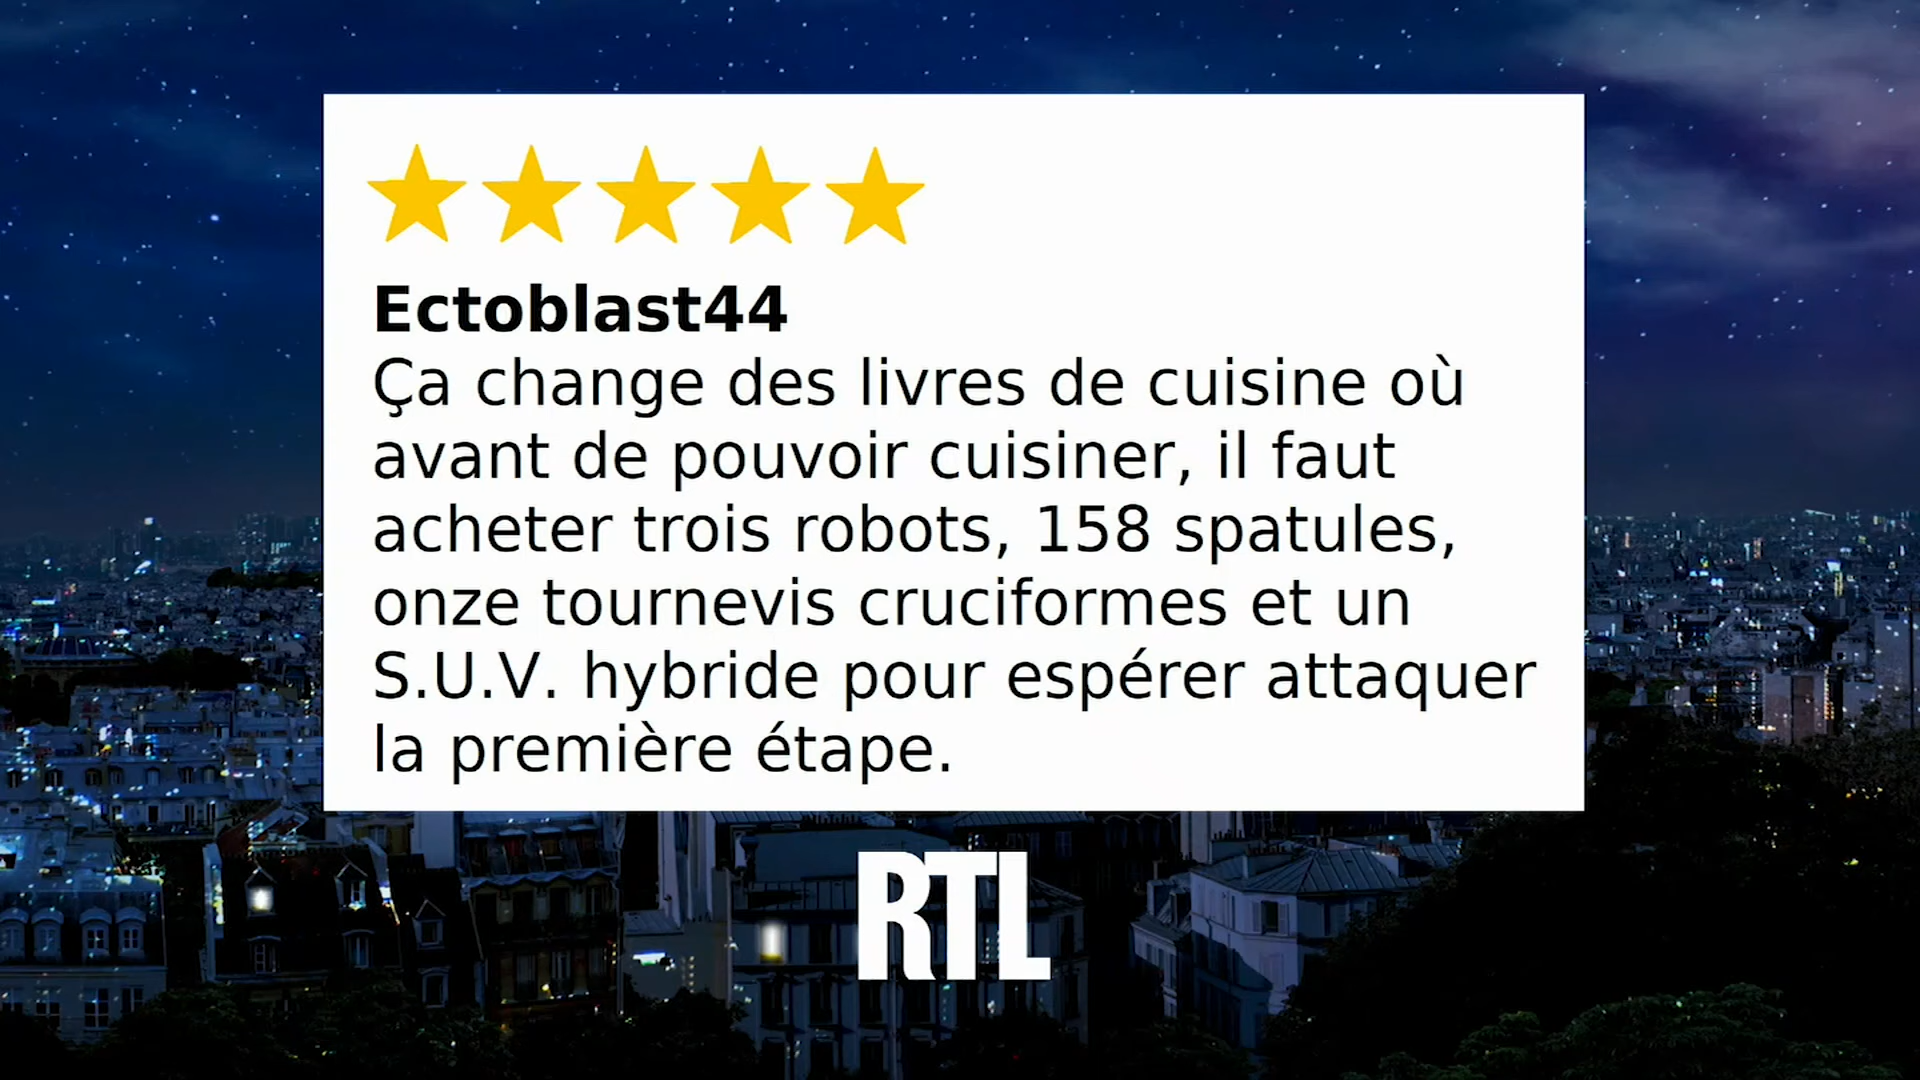 Ectoblast44
Ça change des livres de cuisine où
avant de pouvoir cuisiner, il faut
acheter trois robots, 158 spatules,
onze tournevis cruciformes et un
S.U.V. hybride pour espérer attaquer
la première étape.
RTL